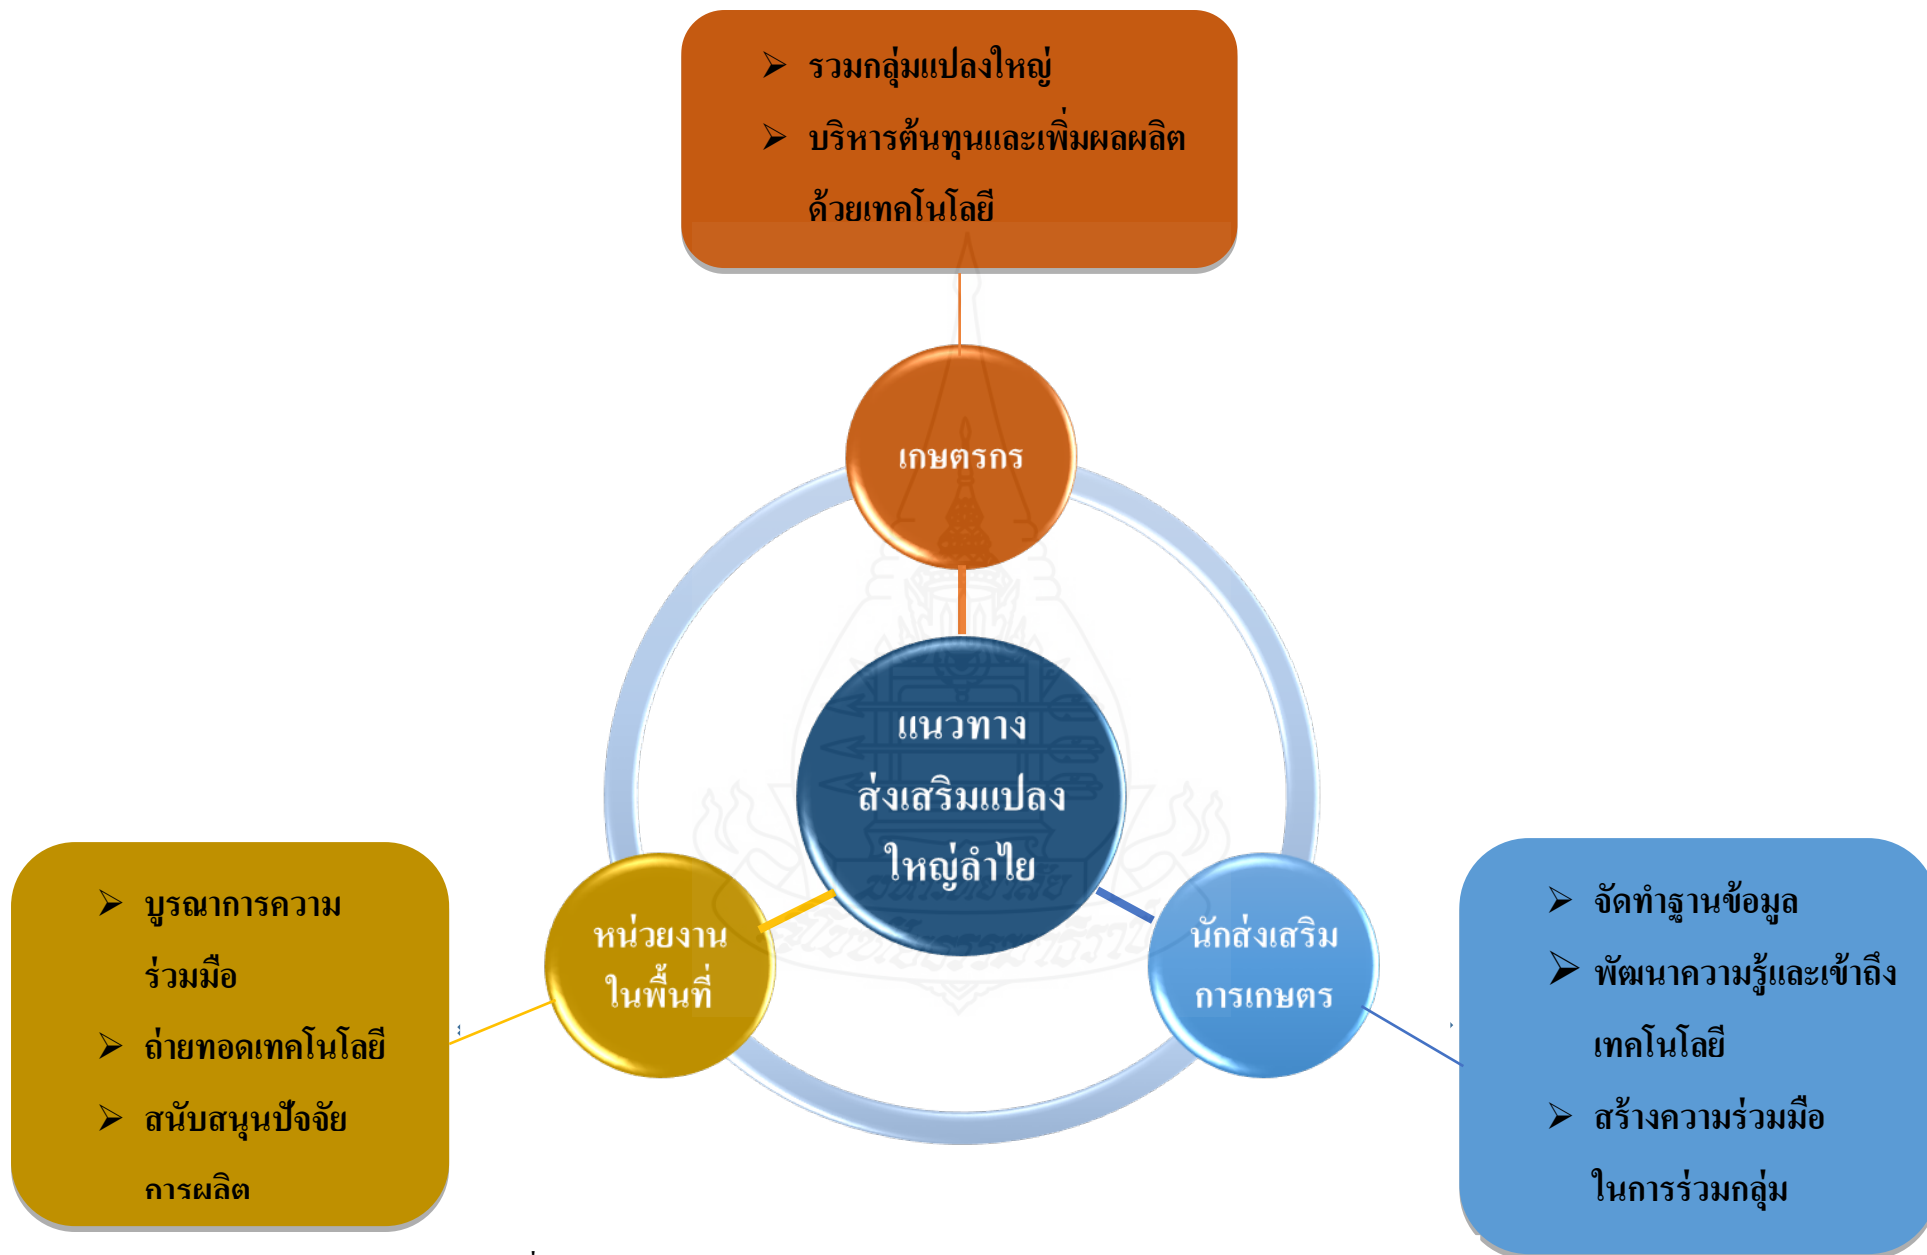 ➢ รวมกลุ่มแปลงใหญ่
➢ บริหารต้นทุนและเพิ่มผลผลิต
ด้วยเทคโนโลยี
เกษตรกร
แนวทาง
ส่งเสริมแปลง
ใหญ่ลำไย
หน่วยงาน
ในพื้นที่
นักส่งเสริม
การเกษตร
➢ บูรณาการความ
ร่วมมือ
➢ ถ่ายทอดเทคโนโลยี
➢ สนับสนุนปัจจัย
การผลิต
➢ จัดทำฐานข้อมูล
➢ พัฒนาความรู้และเข้าถึง
เทคโนโลยี
➢ สร้างความร่วมมือ
ในการร่วมกลุ่ม